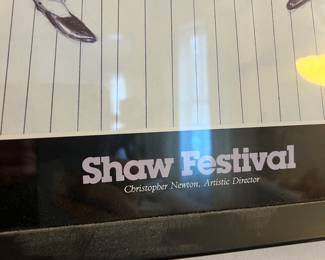 Shaw Festival
Christopher Newton, Artistic Director